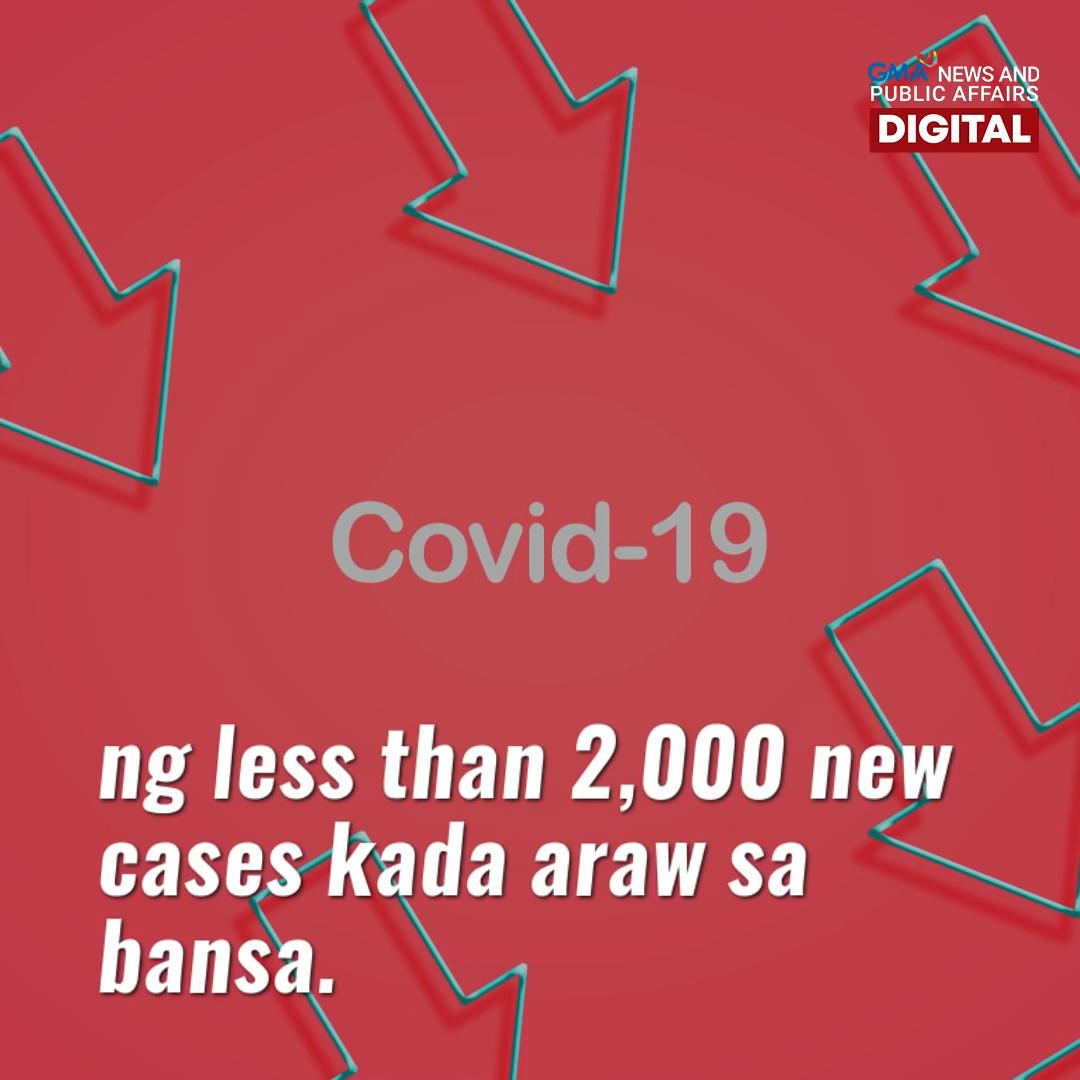 GMA NEWS AND
PUBLIC AFFAIRS
DIGITAL
Covid-19
ng less than 2,000 new
cases kada araw sa
bansa.